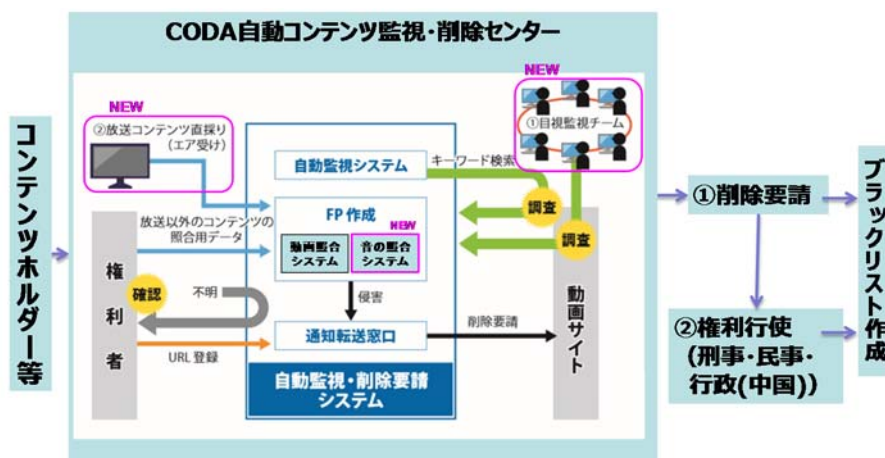 CODA自動コンテンツ監視・削除センター
コンテンツホルダー等
NEW
②放送コンテンツ直採り
(エア受け)
NEW
①目視監視チーム
自動監視システム
キーワード検索
調査
調査
放送以外のコンテンツの
照合用データ
FP 作成
NEW
動画照合
システム
音の照合
システム
権利者
確認
不明
侵害
通知転送窓口
削除要請
URL 登録
動画サイト
自動監視・削除要請
システム
①削除要請
②権利行使
(刑事・民事・
行政(中国))
ブラックリスト作成